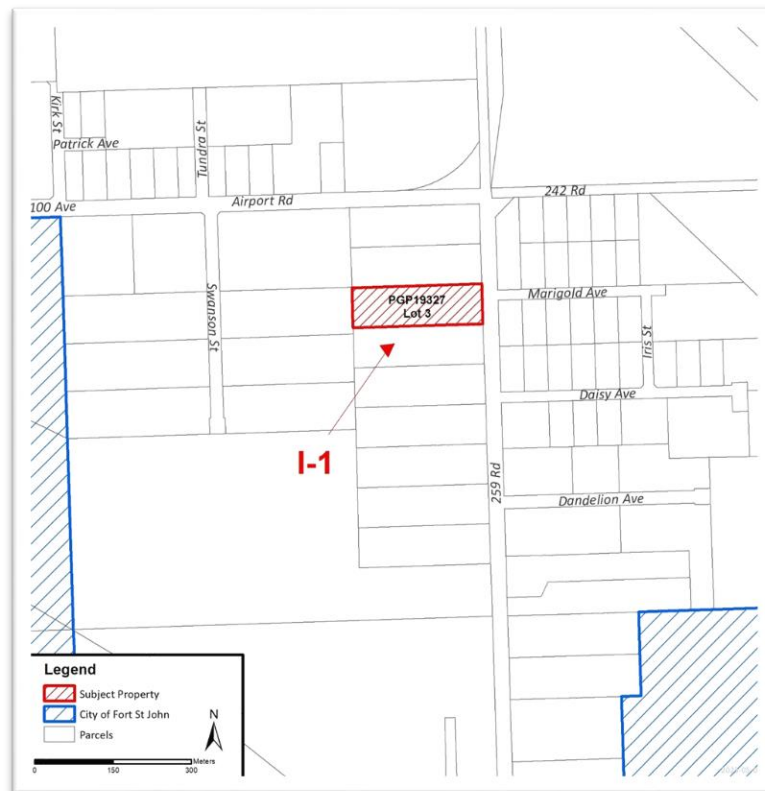 Kirk St
Patrick Ave
Tundra St
100 Ave
Airport Rd
242 Rd
Swanson St
PGP19327
Lot 3
Marigold Ave
Iris St
Daisy Ave
I-1
259 Rd
Dandelion Ave
Legend
Subject Property
City of Fort St John
Parcels
N
Meters
0 150 300